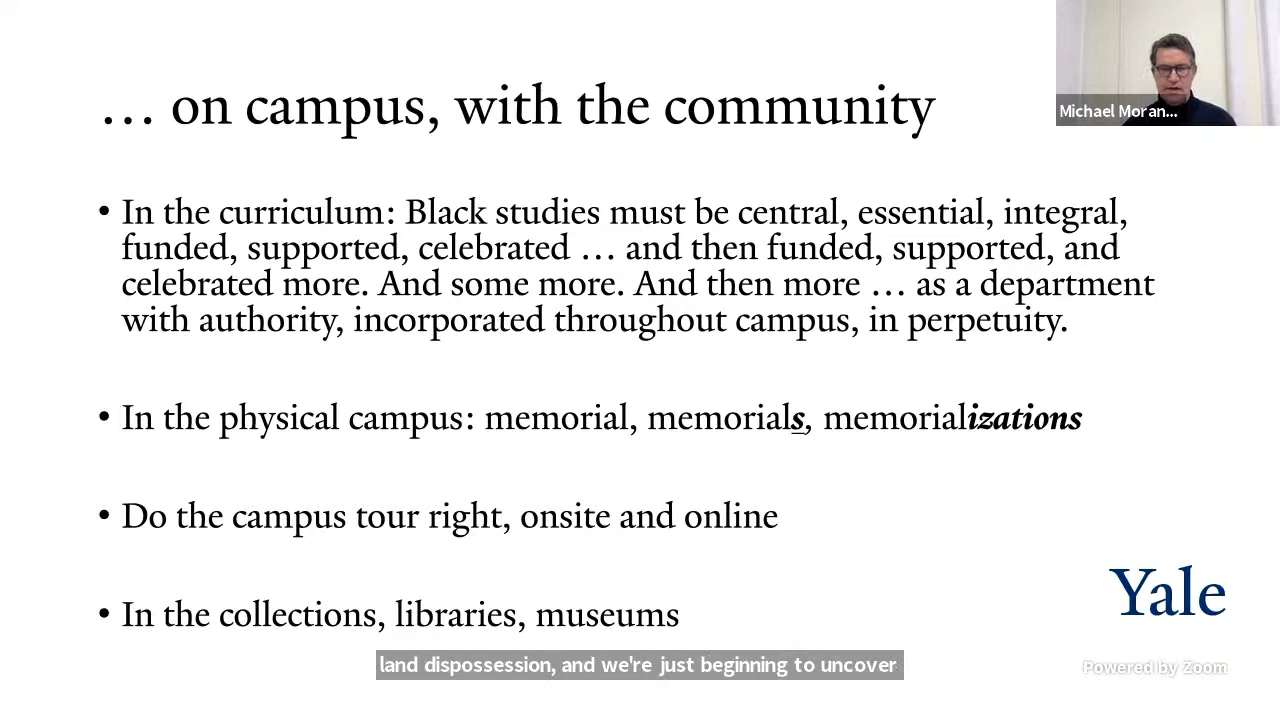 … on campus, with the community
Michael Moran...
• In the curriculum: Black studies must be central, essential, integral,
funded, supported, celebrated … and then funded, supported, and
celebrated more. And some more. And then more … as a department
with authority, incorporated throughout campus, in perpetuity.
• In the physical campus: memorial, memorials, memorializations
• Do the campus tour right, onsite and online
• In the collections, libraries, museums
Yale
land dispossession, and we're just beginning to uncover
Powered by Zoom